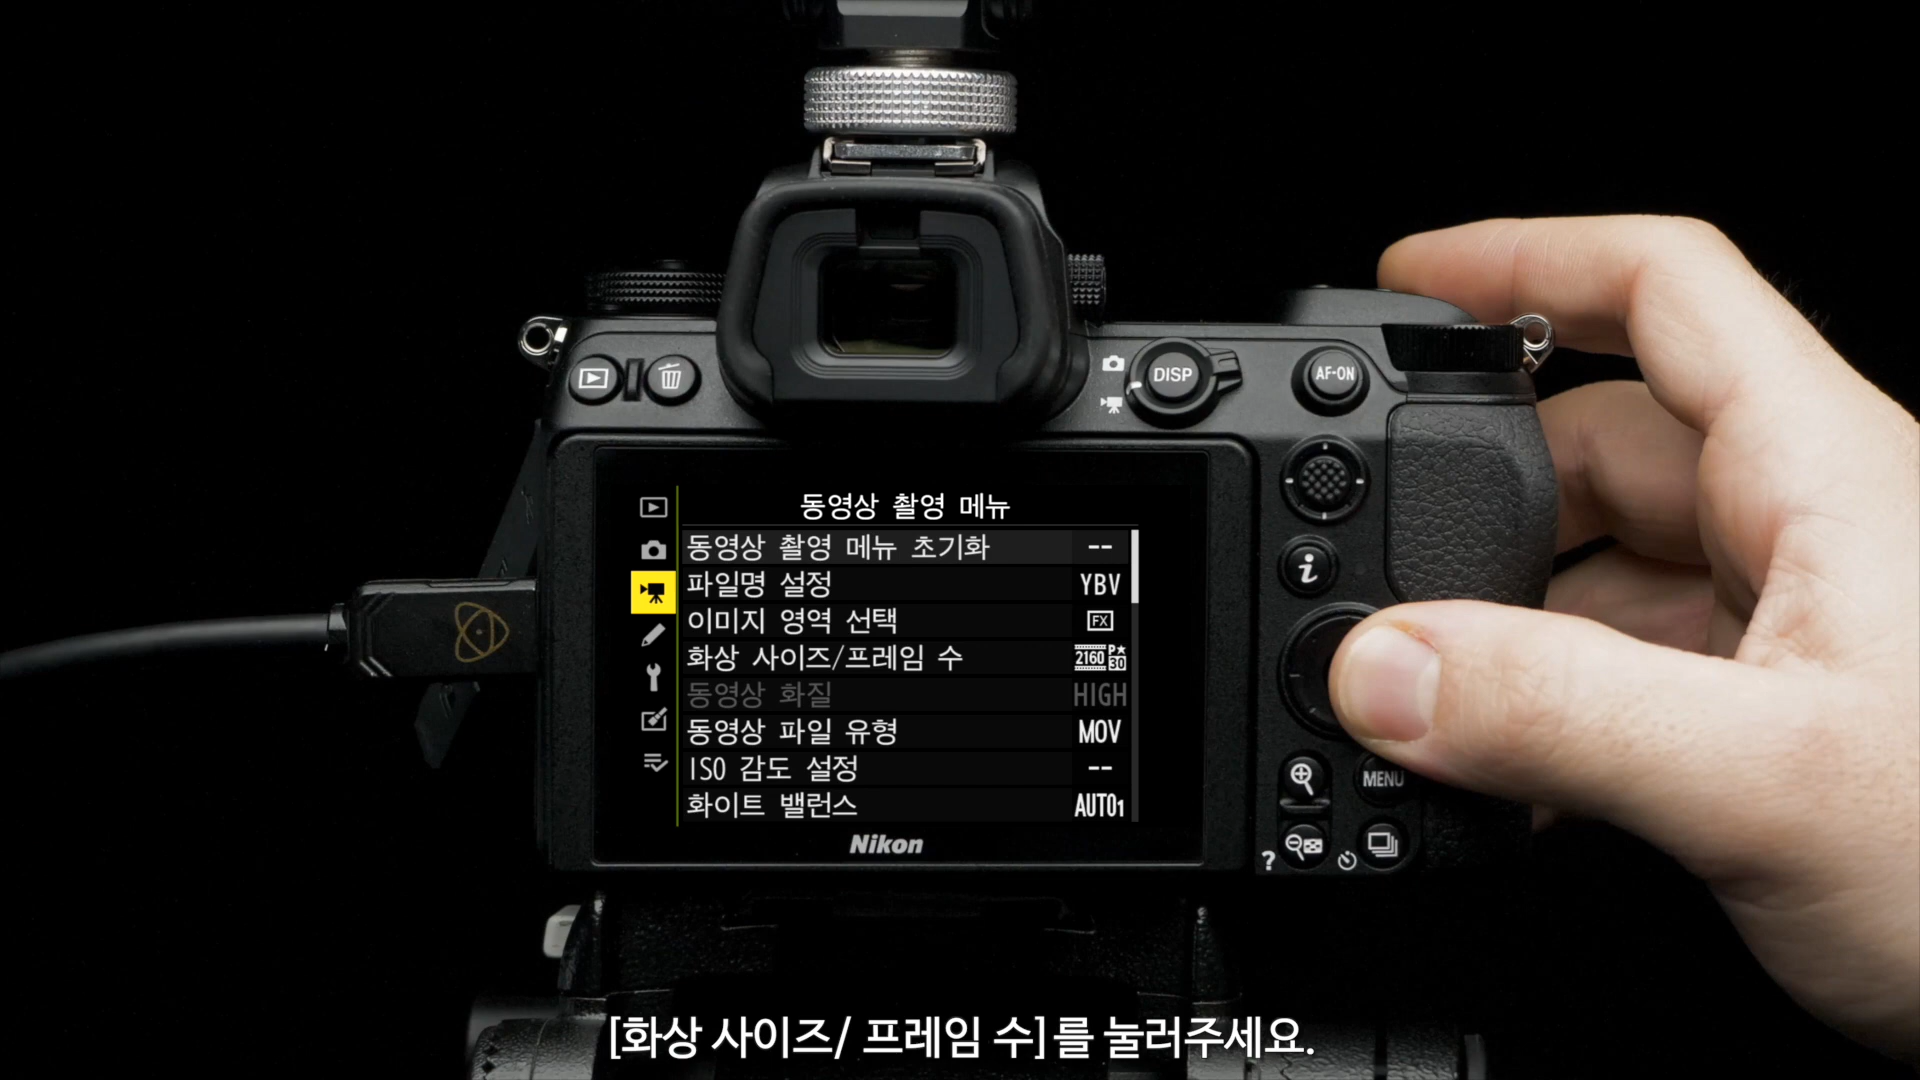 DISP
AF-ON
동영상 촬영 메뉴
동영상 촬영 메뉴 초기화 --
파일명 설정 YBV
이미지 영역 선택 FX
화상 사이즈/프레임 수 2160 P★ 30
동영상 화질 HIGH
동영상 파일 유형 MOV
ISO 감도 설정 --
화이트 밸런스 AUTO1
i
MENU
?
Nikon
[화상 사이즈/ 프레임 수]를 눌러주세요.